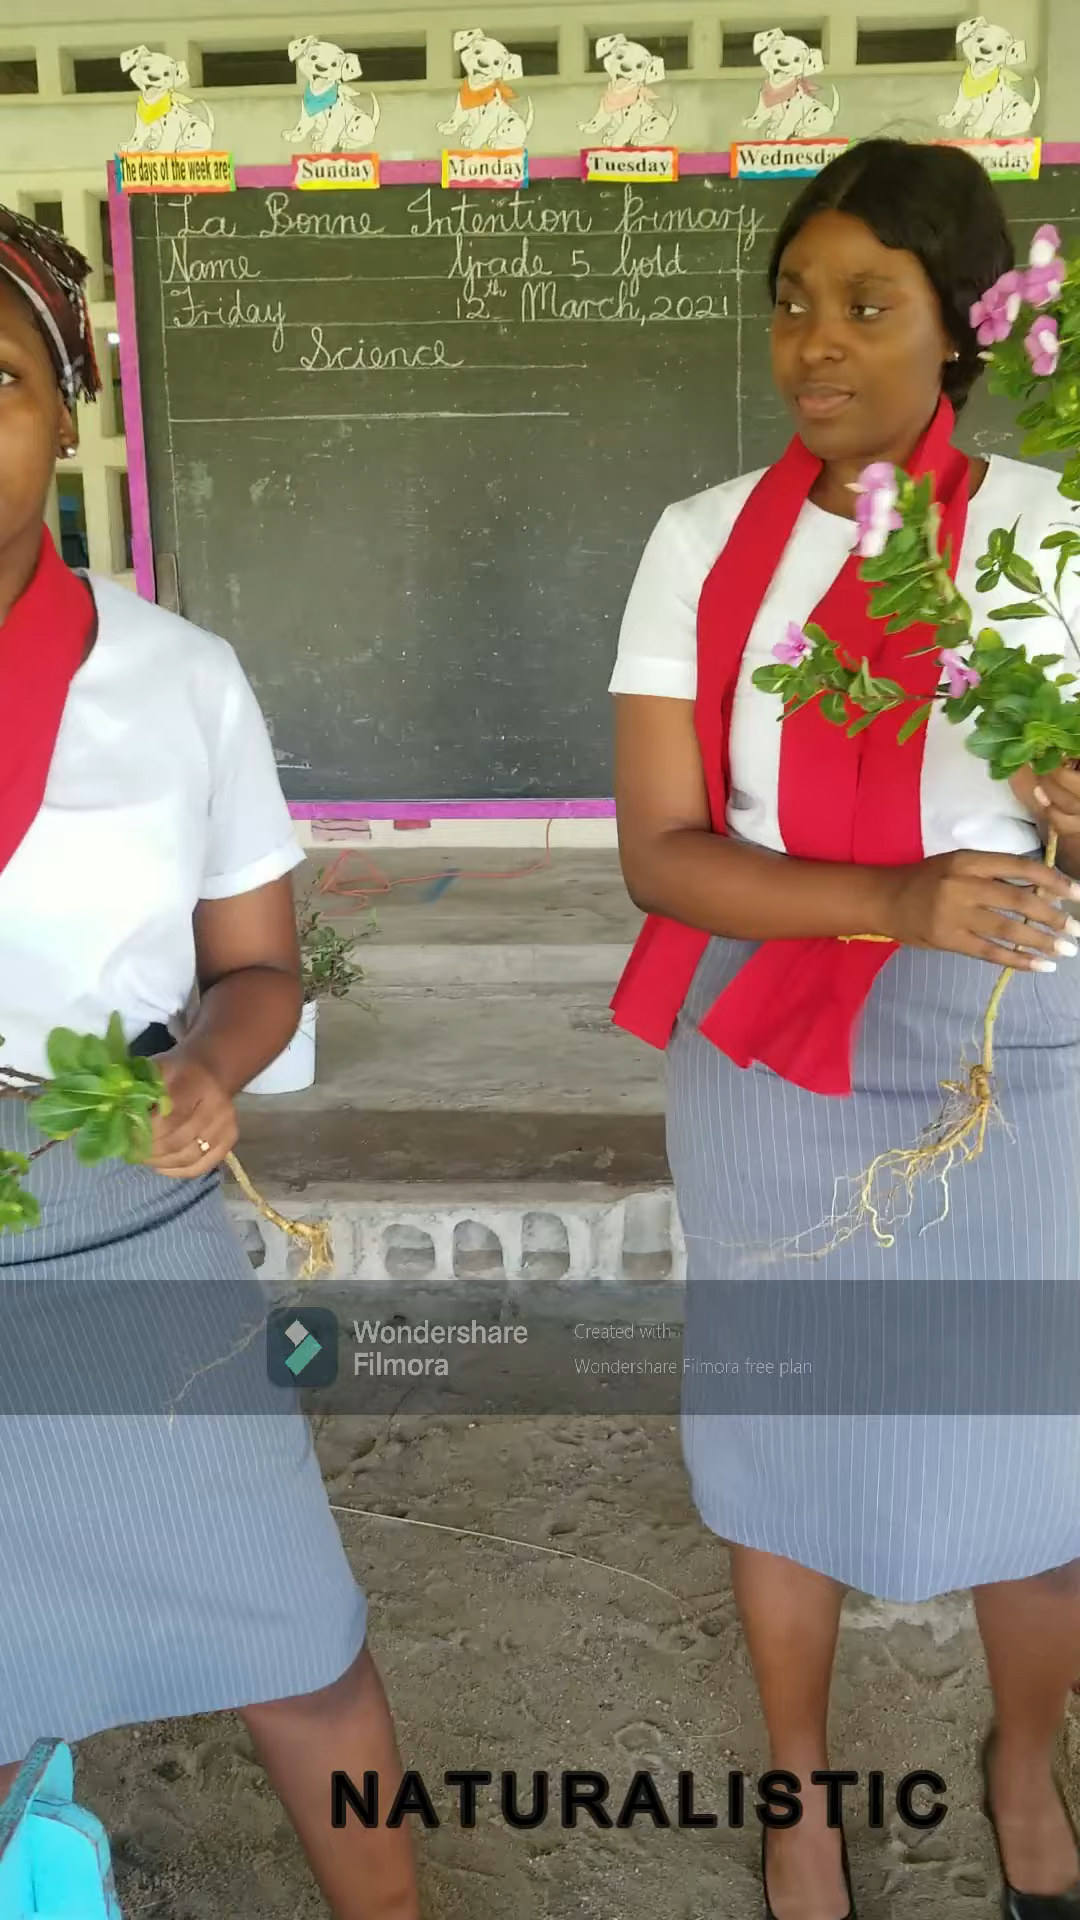 The days of the week are:
Sunday
Monday
Tuesday
Wednesda
rsday
La Bonne Intention Primary
Name Grade 5 Gold
Friday 12th March, 2021
Science
Wondershare
Filmora
Created with
Wondershare Filmora free plan
NATURALISTIC